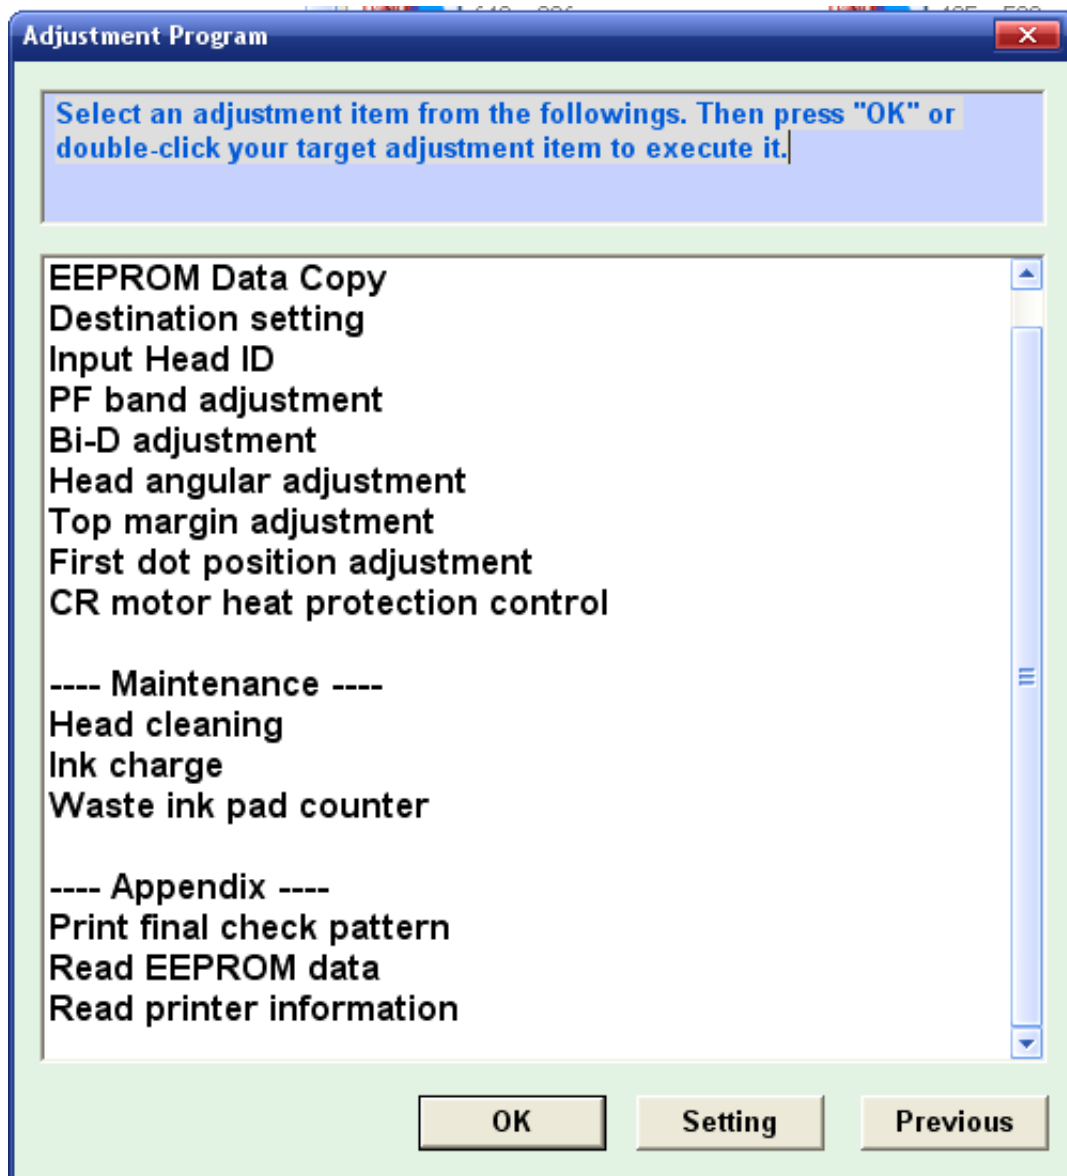 Adjustment Program
Select an adjustment item from the followings. Then press "OK" or
double-click your target adjustment item to execute it.
EEPROM Data Copy
Destination setting
Input Head ID
PF band adjustment
Bi-D adjustment
Head angular adjustment
Top margin adjustment
First dot position adjustment
CR motor heat protection control
---- Maintenance ----
Head cleaning
Ink charge
Waste ink pad counter
---- Appendix ----
Print final check pattern
Read EEPROM data
Read printer information
OK Setting Previous